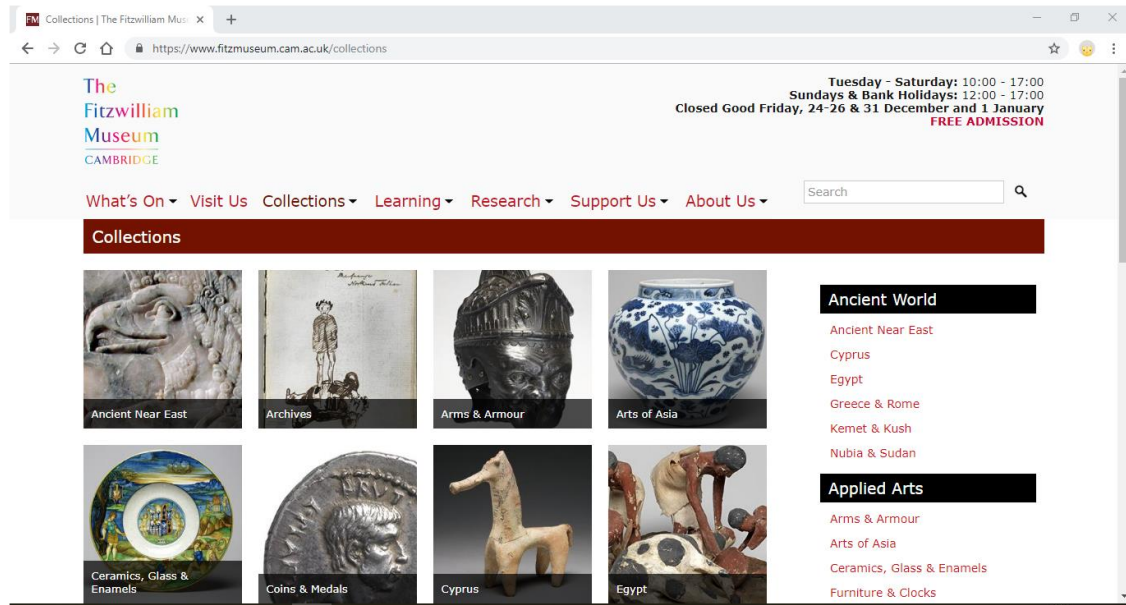 Collections | The Fitzwilliam Mus
https://www.fitzmuseum.cam.ac.uk/collections
The
Fitzwilliam
Museum
CAMBRIDGE
Tuesday - Saturday: 10:00 - 17:00
Sundays & Bank Holidays: 12:00 - 17:00
Closed Good Friday, 24-26 & 31 December and 1 January
FREE ADMISSION
What's On Visit Us Collections Learning Research Support Us About Us
Search
Collections
Ancient Near East
Archives
Arms & Armour
Arts of Asia
Ceramics, Glass &
Enamels
Coins & Medals
Cyprus
Egypt
BRVT
Ancient World
Ancient Near East
Cyprus
Egypt
Greece & Rome
Kemet & Kush
Nubia & Sudan
Applied Arts
Arms & Armour
Arts of Asia
Ceramics, Glass & Enamels
Furniture & Clocks